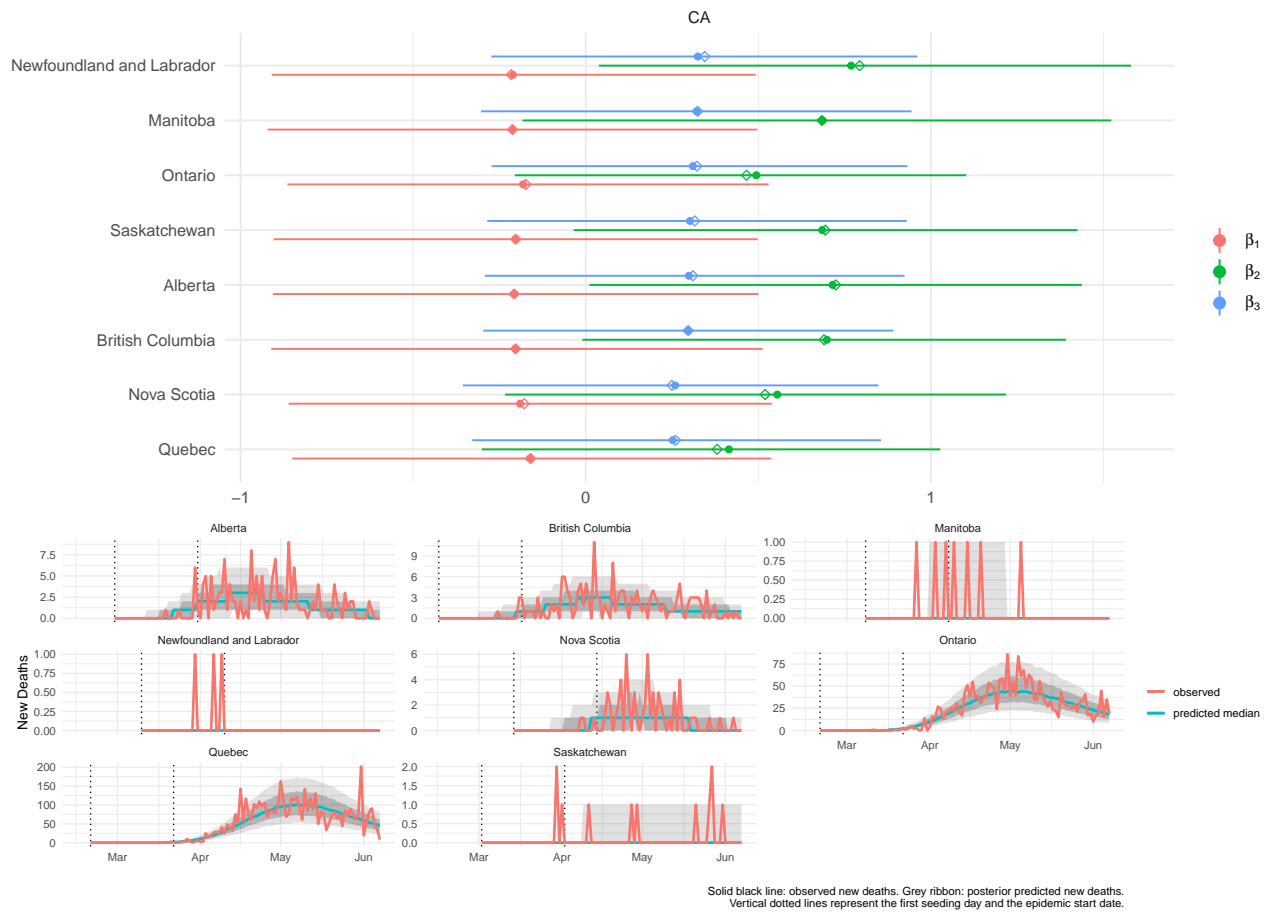 CA
Newfoundland and Labrador
Manitoba
Ontario
Saskatchewan
Alberta
British Columbia
Nova Scotia
Quebec
−1 0 1
β1
β2
β3
New Deaths
Alberta
7.5
5.0
2.5
0.0
British Columbia
9
6
3
0
Manitoba
1.00
0.75
0.50
0.25
0.00
Newfoundland and Labrador
1.00
0.75
0.50
0.25
0.00
Nova Scotia
6
4
2
0
Ontario
75
50
25
0
Mar Apr May Jun
Quebec
200
150
100
50
0
Mar Apr May Jun
Saskatchewan
2.0
1.5
1.0
0.5
0.0
Mar Apr May Jun
observed
predicted median
Solid black line: observed new deaths. Grey ribbon: posterior predicted new deaths.
Vertical dotted lines represent the first seeding day and the epidemic start date.